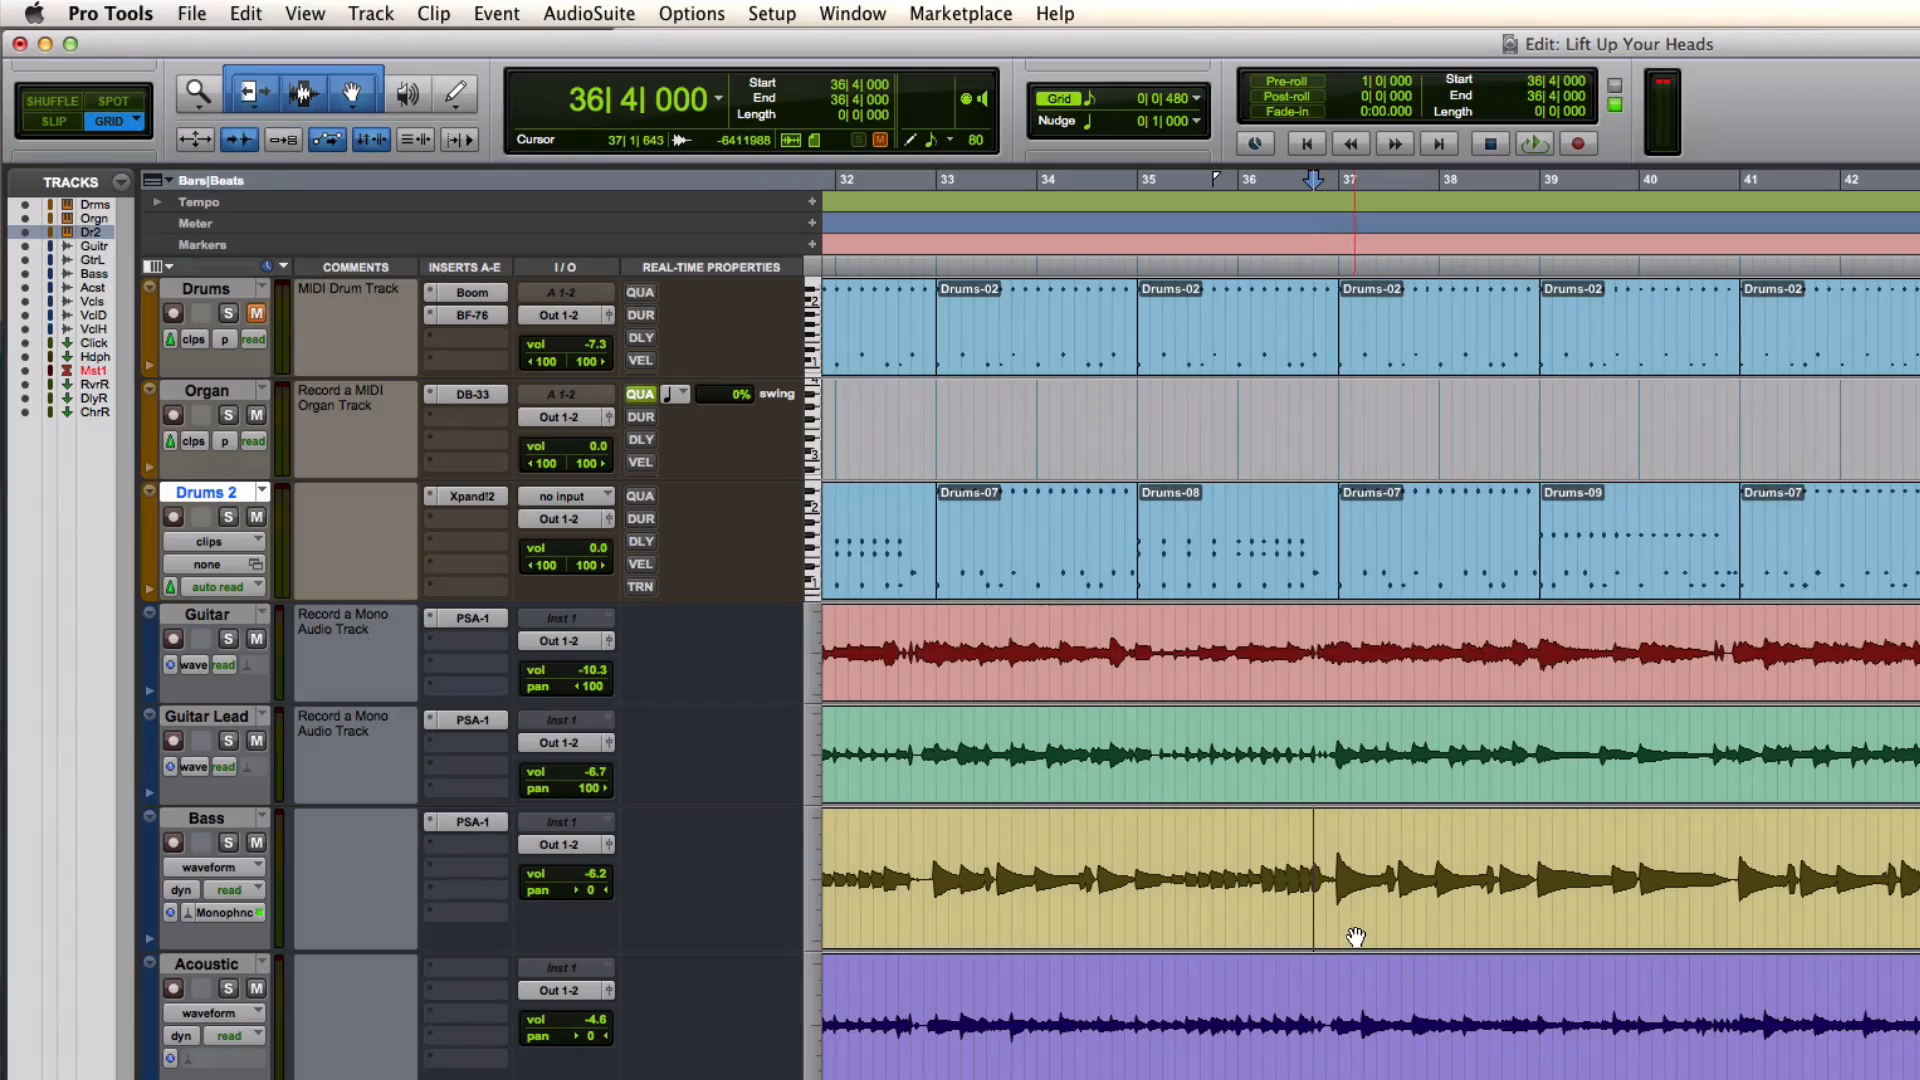 Pro Tools File Edit View Track Clip Event AudioSuite Options Setup Window Marketplace Help
Edit: Lift Up Your Heads
SHUFFLE SPOT
SLIP GRID
36| 4| 000
Start 36| 4| 000
End 36| 4| 000
Length 0| 0| 000
Cursor 37| 1| 643 -6411988 S M 80
Grid 0| 0| 480
Nudge 0| 1| 000
Pre-roll 1| 0| 000
Post-roll 0| 0| 000
Fade-in 0:00.000
Start 36| 4| 000
End 36| 4| 000
Length 0| 0| 000
TRACKS
Drms
Orgn
Dr2
Guitr
GtrL
Bass
Acst
Vcls
VclD
VclH
Click
Hdph
Mst1
RvrR
DlyR
ChrR
Bars|Beats 32 33 34 35 36 37 38 39 40 41 42
Tempo
Meter
Markers
COMMENTS INSERTS A-E I / O REAL-TIME PROPERTIES
Drums
S M
clps p read
MIDI Drum Track
Boom
BF-76
A 1-2
Out 1-2
vol -7.3
100 100
QUA
DUR
DLY
VEL
2
1
Drums-02 Drums-02 Drums-02 Drums-02 Drums-02
Organ
S M
clps p read
Record a MIDI
Organ Track
DB-33
A 1-2
Out 1-2
vol 0.0
100 100
QUA 0% swing
DUR
DLY
VEL
4
3
Drums 2
S M
clips
none
auto read
Xpand!2
no input
Out 1-2
vol 0.0
100 100
QUA
DUR
DLY
VEL
TRN
2
1
Drums-07 Drums-08 Drums-07 Drums-09 Drums-07
Guitar
S M
wave read
Record a Mono
Audio Track
PSA-1
Inst 1
Out 1-2
vol -10.3
pan 100
Guitar Lead
S M
wave read
Record a Mono
Audio Track
PSA-1
Inst 1
Out 1-2
vol -6.7
pan 100
Bass
S M
waveform
dyn read
Monophnc
PSA-1
Inst 1
Out 1-2
vol -6.2
pan 0
Acoustic
S M
waveform
dyn read
Inst 1
Out 1-2
vol -4.6
pan 0